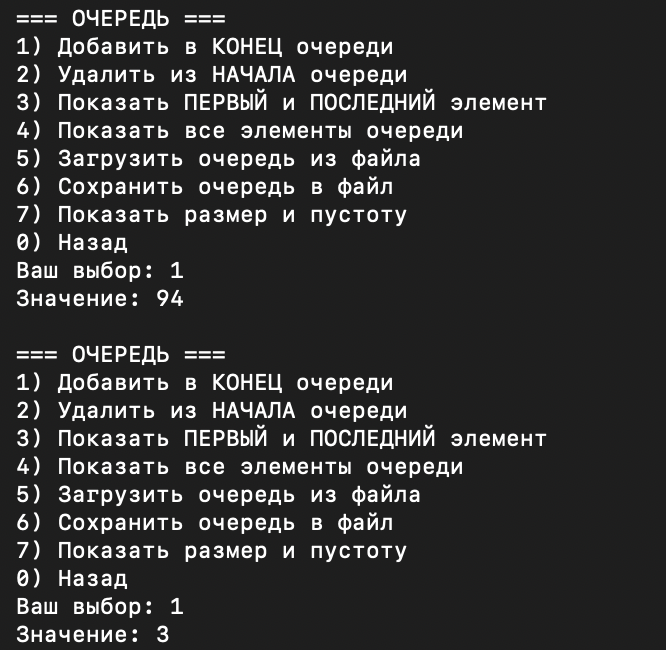 === ОЧЕРЕДЬ ===
1) Добавить в КОНЕЦ очереди
2) Удалить из НАЧАЛА очереди
3) Показать ПЕРВЫЙ и ПОСЛЕДНИЙ элемент
4) Показать все элементы очереди
5) Загрузить очередь из файла
6) Сохранить очередь в файл
7) Показать размер и пустоту
0) Назад
Ваш выбор: 1
Значение: 94

=== ОЧЕРЕДЬ ===
1) Добавить в КОНЕЦ очереди
2) Удалить из НАЧАЛА очереди
3) Показать ПЕРВЫЙ и ПОСЛЕДНИЙ элемент
4) Показать все элементы очереди
5) Загрузить очередь из файла
6) Сохранить очередь в файл
7) Показать размер и пустоту
0) Назад
Ваш выбор: 1
Значение: 3